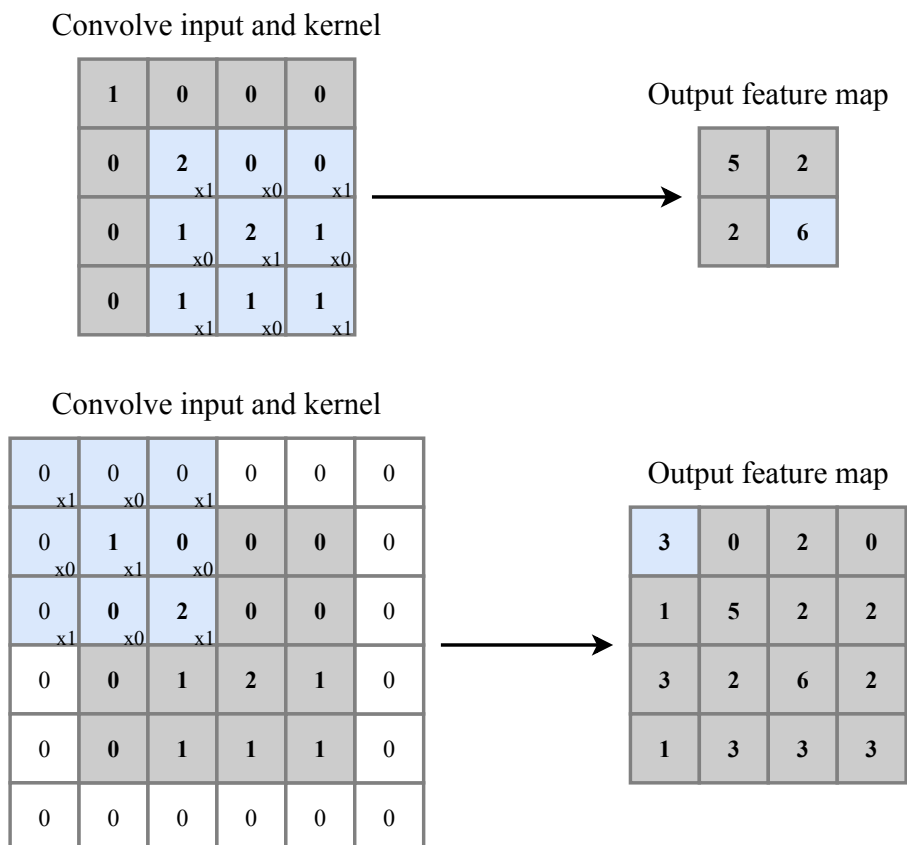 Convolve input and kernel
Output feature map
1 0 0 0
0 2 x1 0 x0 0 x1
0 1 x0 2 x1 1 x0
0 1 x1 1 x0 1 x1
5 2
2 6
Convolve input and kernel
Output feature map
0 x1 0 x0 0 x1 0 0 0
0 x0 1 x1 0 x0 0 0 0
0 x1 0 x0 2 x1 0 0 0
0 0 1 2 1 0
0 0 1 1 1 0
0 0 0 0 0 0
3 0 2 0
1 5 2 2
3 2 6 2
1 3 3 3